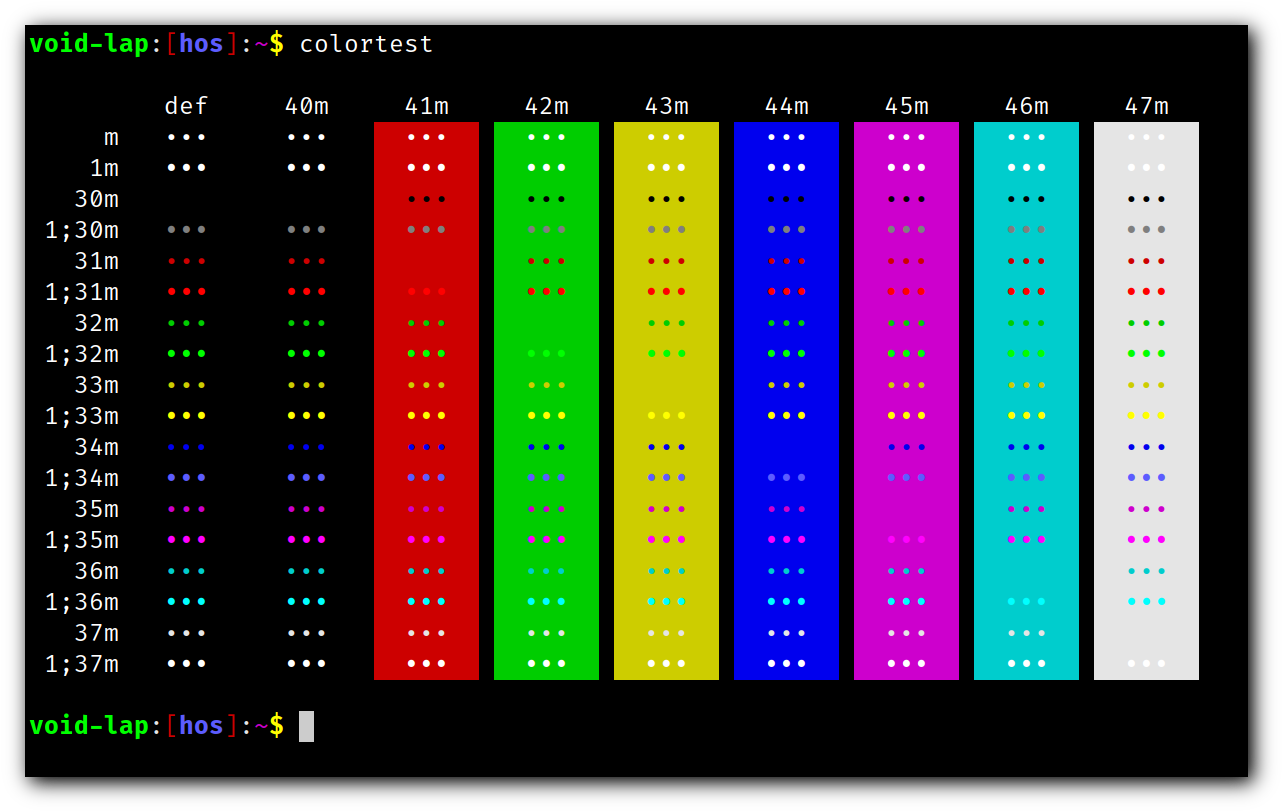 void-lap:[hos]:~$ colortest
def 40m 41m 42m 43m 44m 45m 46m 47m
m ••• ••• ••• ••• ••• ••• ••• ••• •••
1m ••• ••• ••• ••• ••• ••• ••• ••• •••
30m ••• ••• ••• ••• ••• ••• •••
1;30m ••• ••• ••• ••• ••• ••• ••• ••• •••
31m ••• ••• ••• ••• ••• ••• ••• •••
1;31m ••• ••• ••• ••• ••• ••• ••• ••• •••
32m ••• ••• ••• ••• ••• ••• ••• •••
1;32m ••• ••• ••• ••• ••• ••• ••• ••• •••
33m ••• ••• ••• ••• ••• ••• ••• •••
1;33m ••• ••• ••• ••• ••• ••• ••• ••• •••
34m ••• ••• ••• ••• ••• ••• ••• •••
1;34m ••• ••• ••• ••• ••• ••• ••• ••• •••
35m ••• ••• ••• ••• ••• ••• ••• •••
1;35m ••• ••• ••• ••• ••• ••• ••• ••• •••
36m ••• ••• ••• ••• ••• ••• ••• •••
1;36m ••• ••• ••• ••• ••• ••• ••• ••• •••
37m ••• ••• ••• ••• ••• ••• ••• •••
1;37m ••• ••• ••• ••• ••• ••• ••• ••• •••
void-lap:[hos]:~$